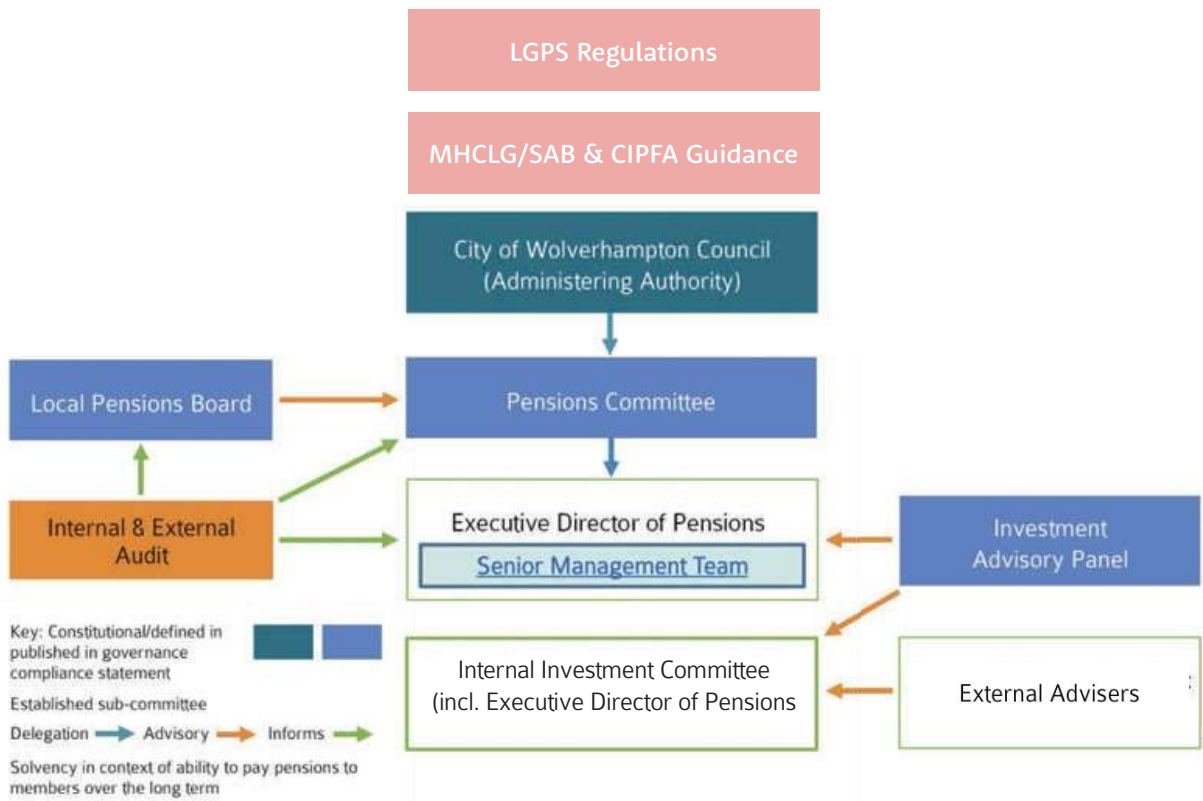 LGPS Regulations
MHCLG/SAB & CIPFA Guidance
City of Wolverhampton Council
(Administering Authority)
Local Pensions Board
Pensions Committee
Internal & External
Audit
Executive Director of Pensions
Senior Management Team
Investment
Advisory Panel
Key: Constitutional/defined in
published in governance
compliance statement
Established sub-committee
Delegation Advisory Informs
Solvency in context of ability to pay pensions to
members over the long term
Internal Investment Committee
(incl. Executive Director of Pensions
External Advisers :